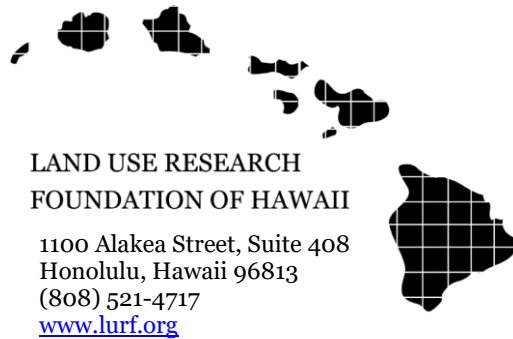 LAND USE RESEARCH
FOUNDATION OF HAWAII
1100 Alakea Street, Suite 408
Honolulu, Hawaii 96813
(808) 521-4717
www.lurf.org